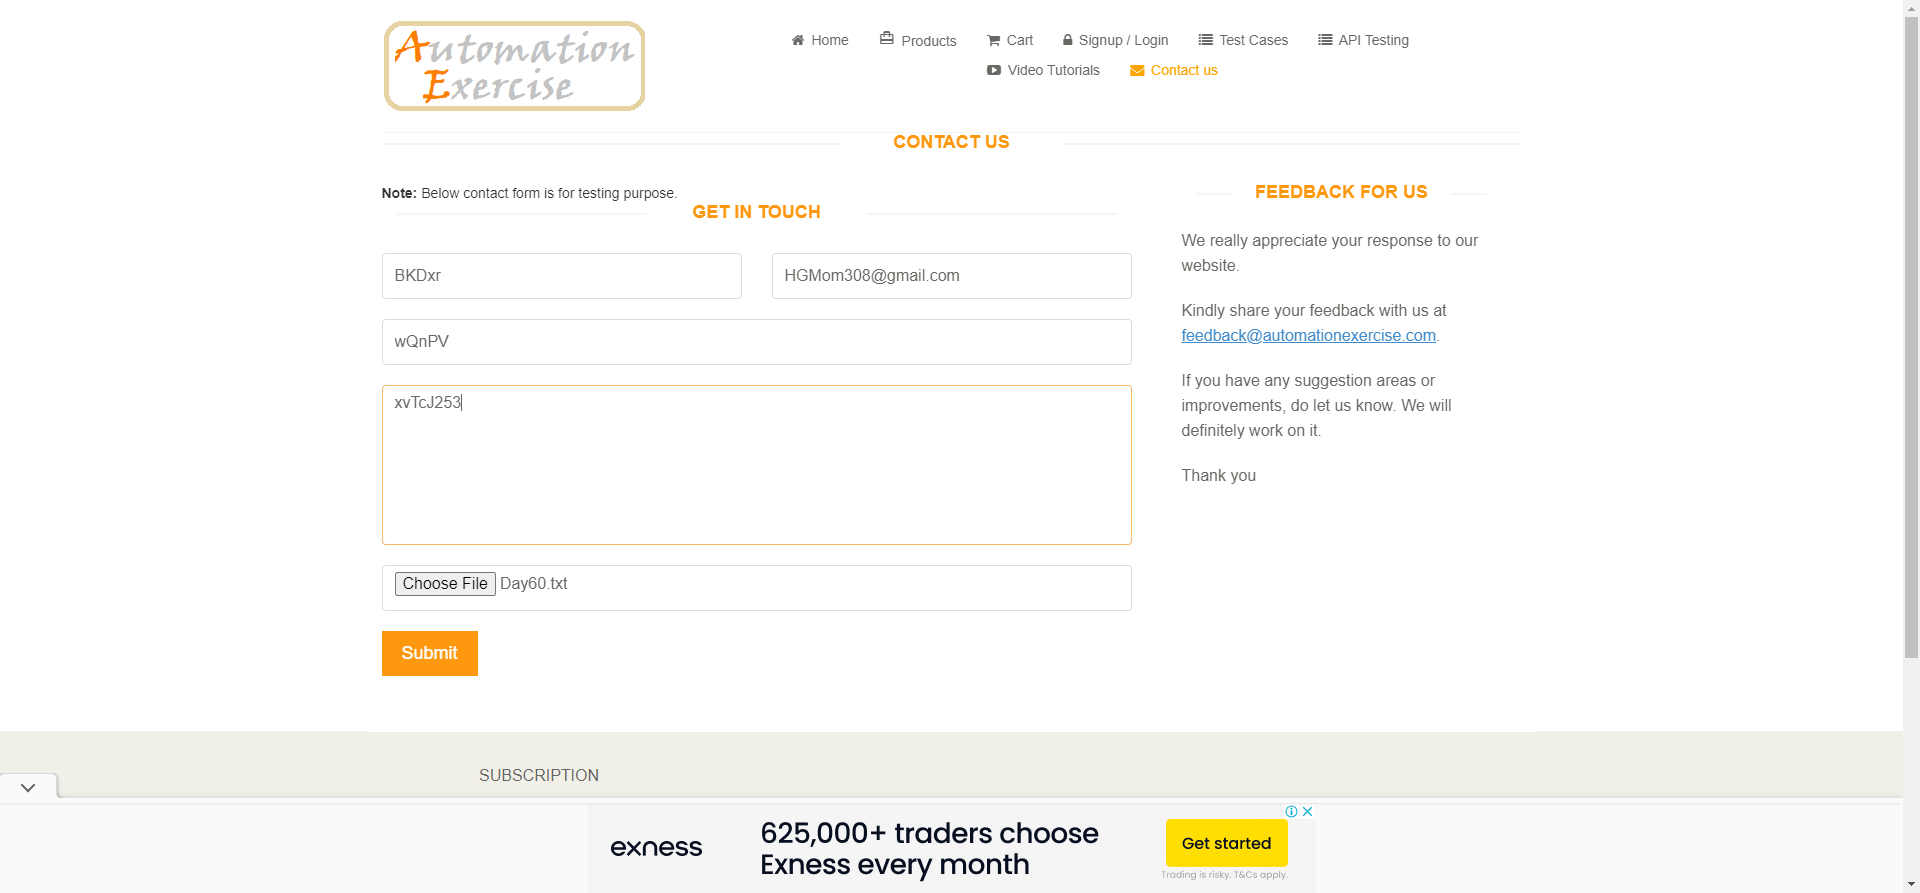 Automation
Exercise
Home
Products
Cart
Signup / Login
Test Cases
API Testing
Video Tutorials
Contact us
CONTACT US
Note: Below contact form is for testing purpose.
GET IN TOUCH
BKDxr
HGMom308@gmail.com
wQnPV
xvTcJ253
Choose File Day60.txt
Submit
FEEDBACK FOR US
We really appreciate your response to our
website.
Kindly share your feedback with us at
feedback@automationexercise.com.
If you have any suggestion areas or
improvements, do let us know. We will
definitely work on it.
Thank you
SUBSCRIPTION
exness
625,000+ traders choose
Exness every month
Get started
Trading is risky. T&Cs apply.